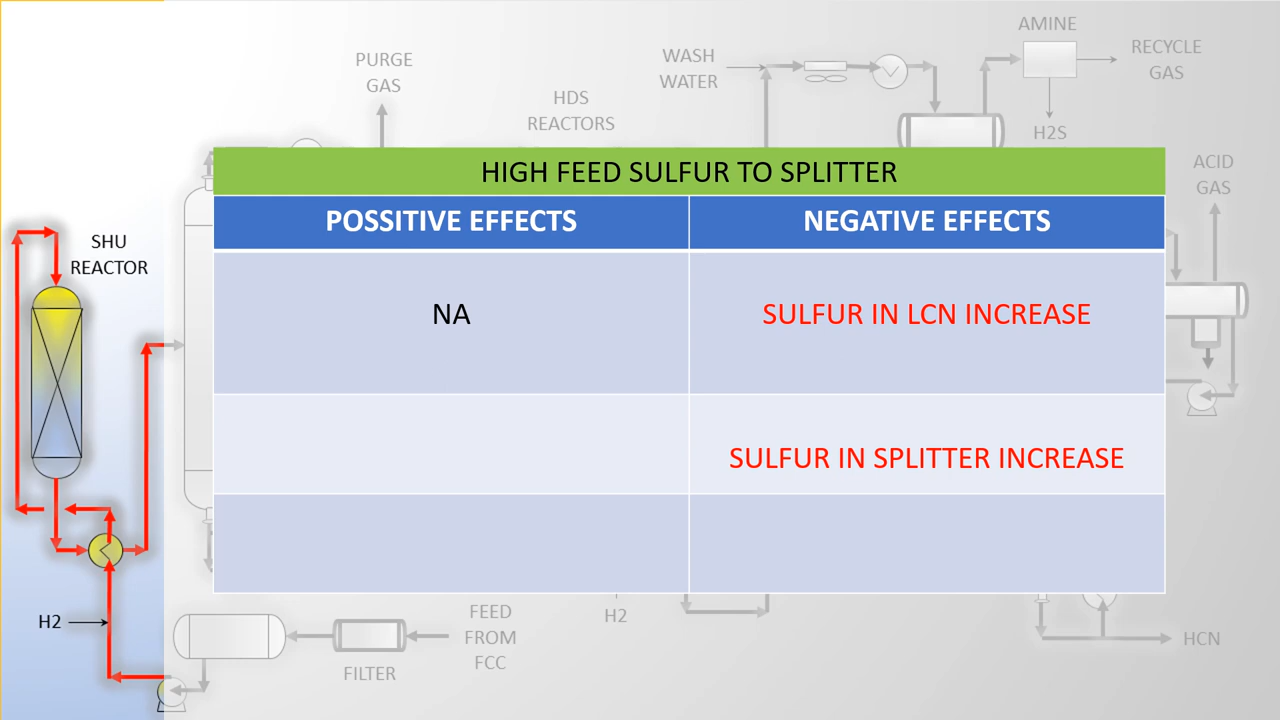 AMINE
RECYCLE
GAS
PURGE
GAS
WASH
WATER
HDS
REACTORS
H2S
ACID
GAS
HIGH FEED SULFUR TO SPLITTER
POSSITIVE EFFECTS
NEGATIVE EFFECTS
SHU
REACTOR
NA
SULFUR IN LCN INCREASE
SULFUR IN SPLITTER INCREASE
H2
FEED
FROM
FCC
FILTER
H2
HCN